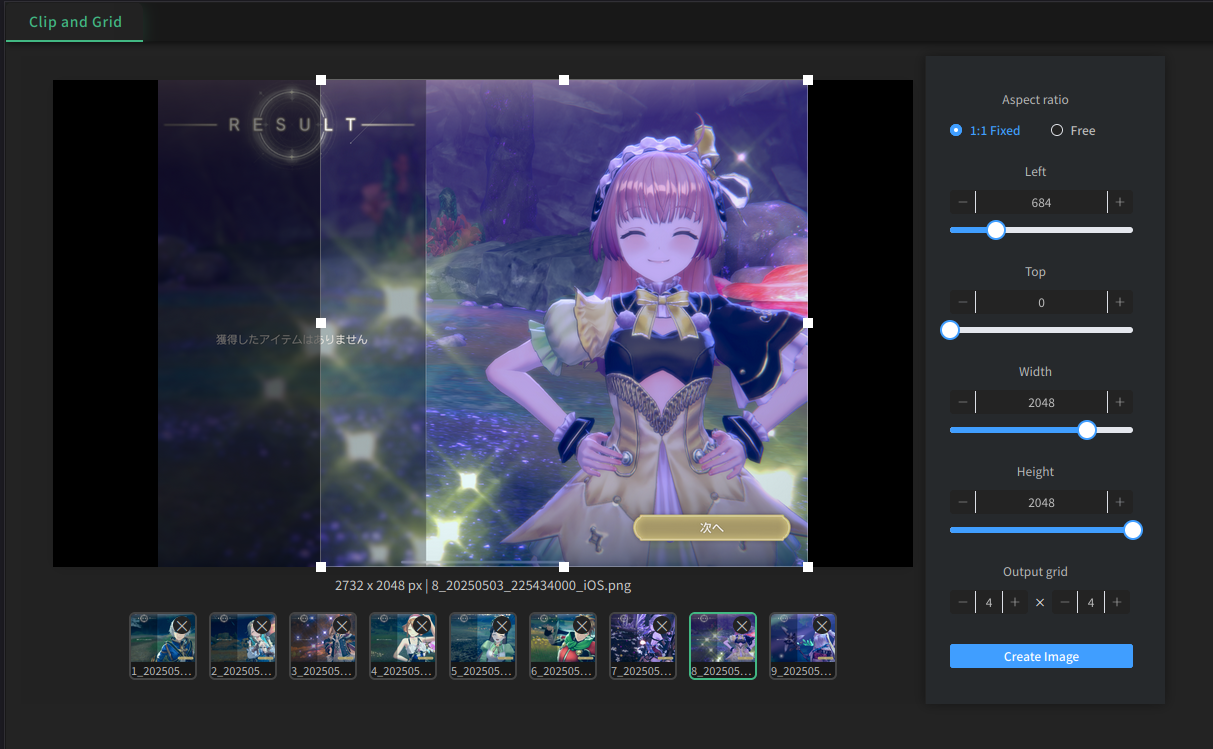 Clip and Grid
RESULT
獲得したアイテムはありません
次へ
2732 x 2048 px | 8_20250503_225434000_iOS.png
1_202505...
2_202505...
3_202505...
4_202505...
5_202505...
6_202505...
7_202505...
8_202505...
9_202505...
Aspect ratio
1:1 Fixed
Free
Left
684
Top
0
Width
2048
Height
2048
Output grid
4 × 4
Create Image